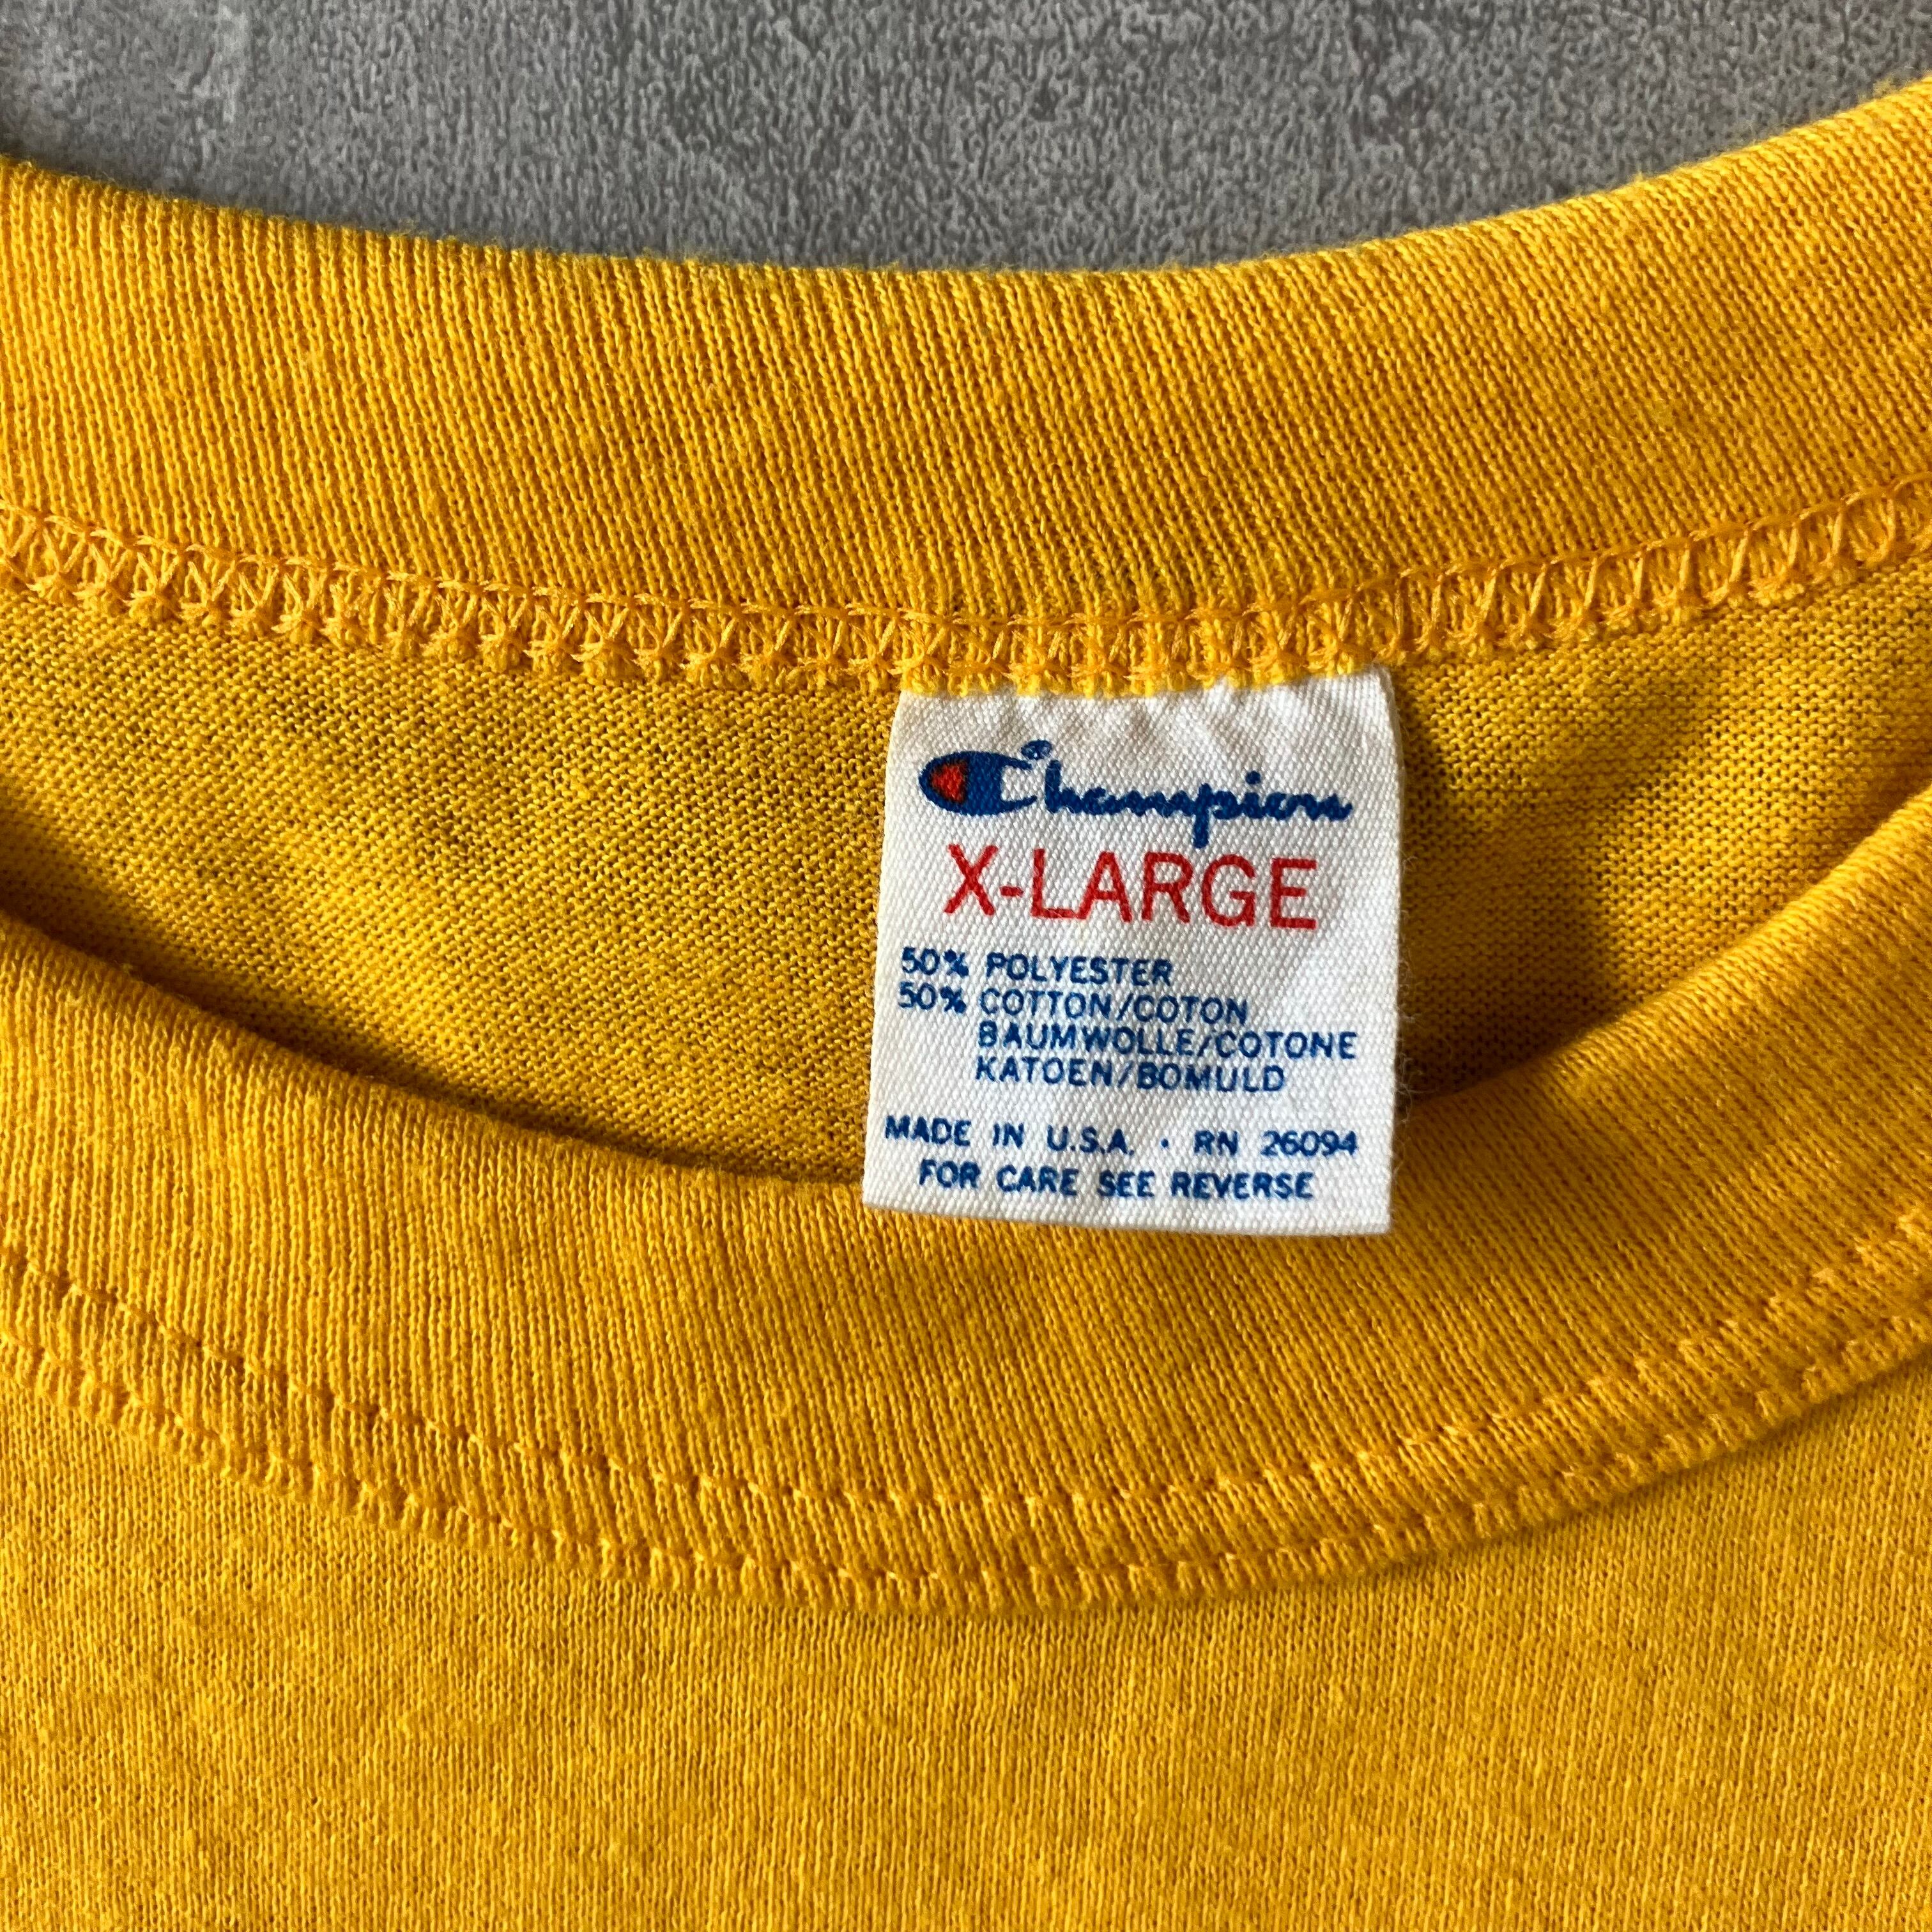 Champion
X-LARGE
50% POLYESTER
50% COTTON/COTON
BAUMWOLLE/COTONE
KATOEN/BOMULD
MADE IN U.S.A. • RN 26094
FOR CARE SEE REVERSE